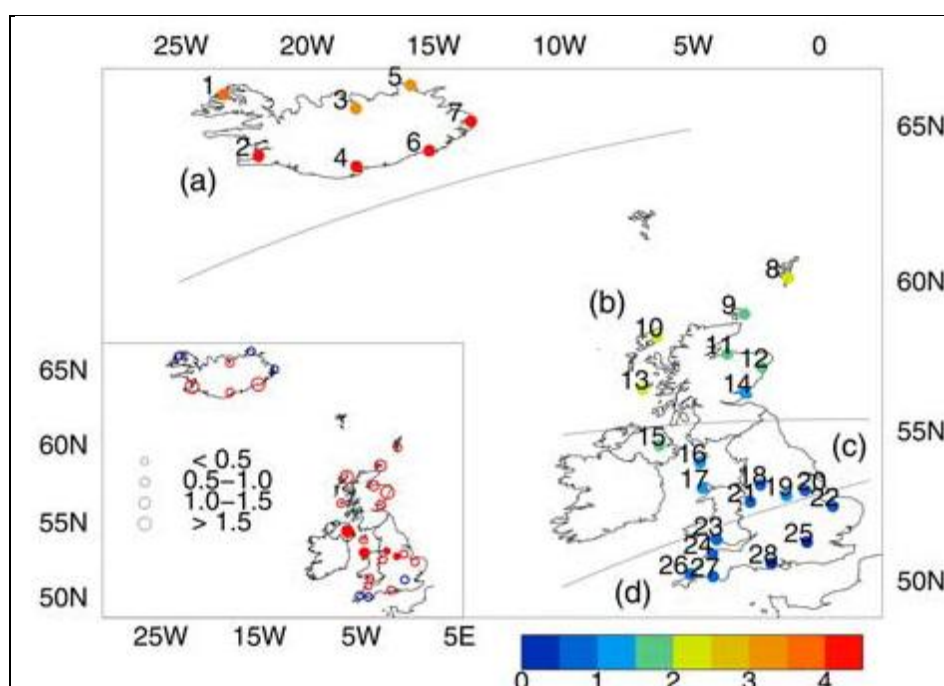 25W 20W 15W 10W 5W 0
1 5
3 7
2 4 6
65N
(a)
8
60N
(b) 9
10 11 12
13 14
65N
55N
15 16 (c)
60N
< 0.5
0.5–1.0
1.0–1.5
> 1.5
17 18 19 20
21 22
55N
23 25
24 28
26 27
50N
50N
(d)
25W 15W 5W 5E
0 1 2 3 4